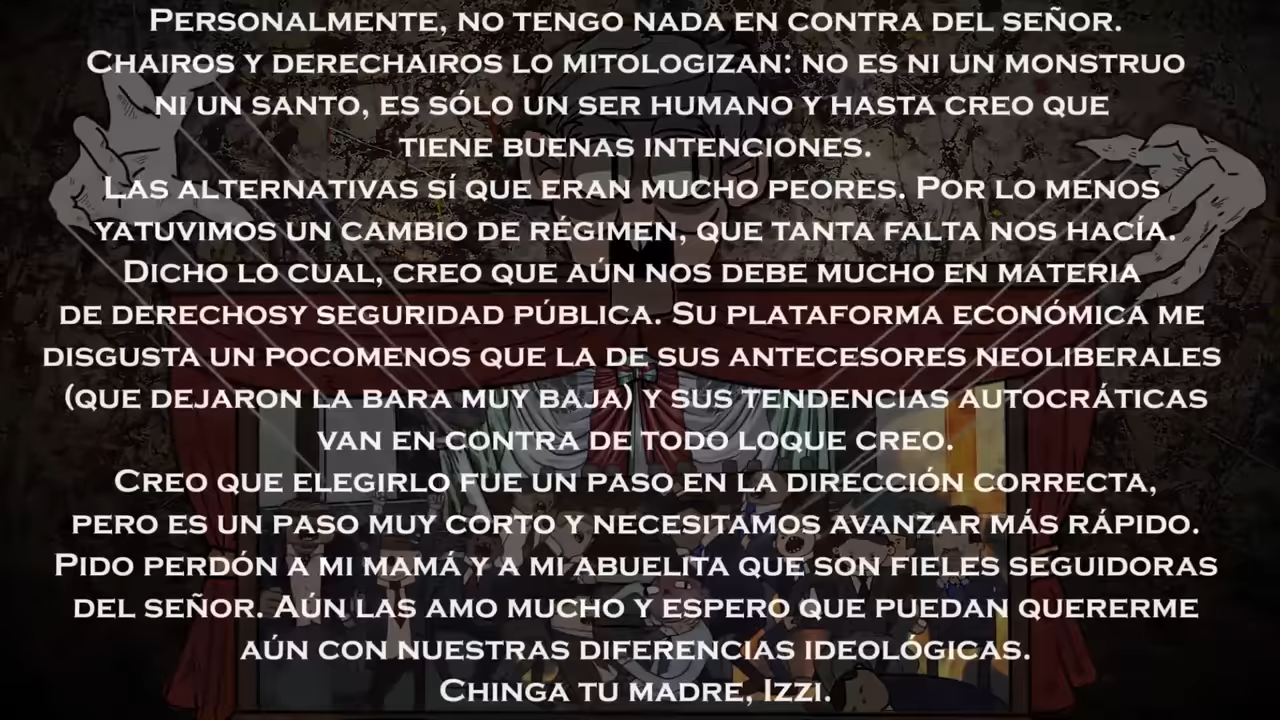 Personalmente, no tengo nada en contra del señor.
Chairos y derechairos lo mitologizan: no es ni un monstruo
ni un santo, es sólo un ser humano y hasta creo que
tiene buenas intenciones.
Las alternativas sí que eran mucho peores. Por lo menos
yatuvimos un cambio de régimen, que tanta falta nos hacía.
Dicho lo cual, creo que aún nos debe mucho en materia
de derechosy seguridad pública. Su plataforma económica me
disgusta un pocomenos que la de sus antecesores neoliberales
(que dejaron la bara muy baja) y sus tendencias autocráticas
van en contra de todo loque creo.
Creo que elegirlo fue un paso en la dirección correcta,
pero es un paso muy corto y necesitamos avanzar más rápido.
Pido perdón a mi mamá y a mi abuelita que son fieles seguidoras
del señor. Aún las amo mucho y espero que puedan quererme
aún con nuestras diferencias ideológicas.
Chinga tu madre, Izzi.